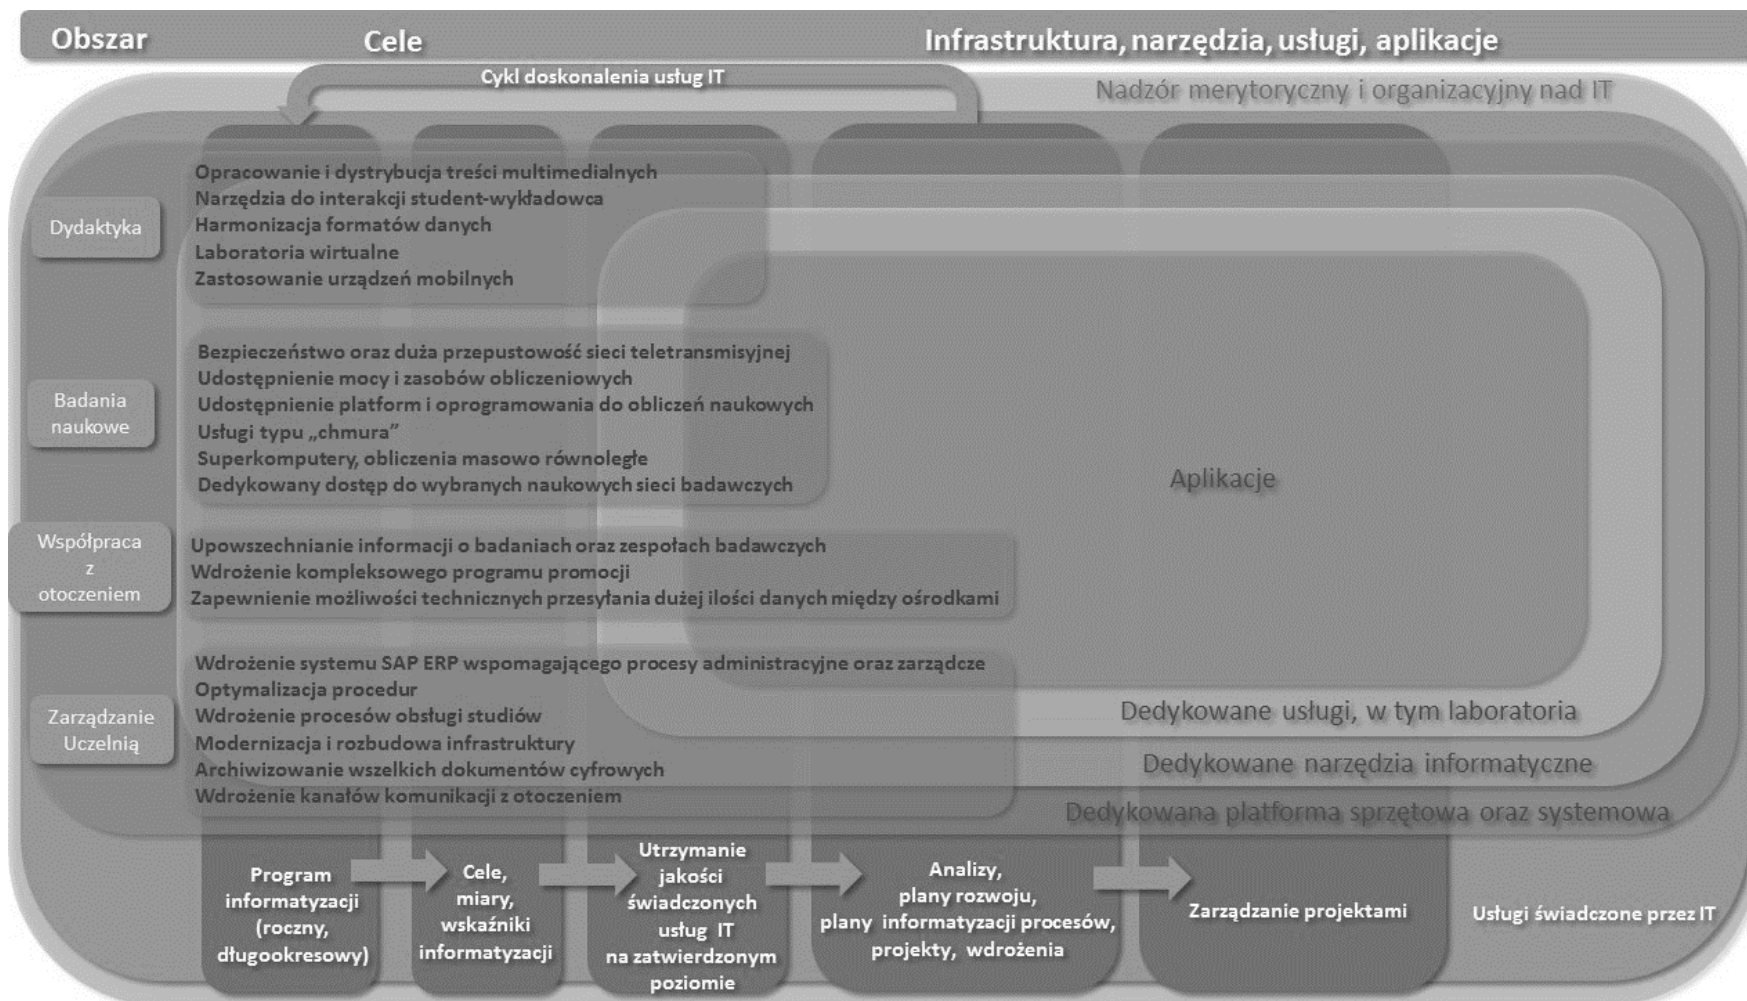 Obszar
Cele
Infrastruktura, narzędzia, usługi, aplikacje
Cykl doskonalenia usług IT
Nadzór merytoryczny i organizacyjny nad IT
Dydaktyka
Opracowanie i dystrybucja treści multimedialnych
Narzędzia do interakcji student-wykładowca
Harmonizacja formatów danych
Laboratoria wirtualne
Zastosowanie urządzeń mobilnych
Badania
naukowe
Bezpieczeństwo oraz duża przepustowość sieci teletransmisyjnej
Udostępnienie mocy i zasobów obliczeniowych
Udostępnienie platform i oprogramowania do obliczeń naukowych
Usługi typu „chmura”
Superkomputery, obliczenia masowo równoległe
Dedykowany dostęp do wybranych naukowych sieci badawczych
Aplikacje
Współpraca
z
otoczeniem
Upowszechnianie informacji o badaniach oraz zespołach badawczych
Wdrożenie kompleksowego programu promocji
Zapewnienie możliwości technicznych przesyłania dużej ilości danych między ośrodkami
Zarządzanie
Uczelnią
Wdrożenie systemu SAP ERP wspomagającego procesy administracyjne oraz zarządcze
Optymalizacja procedur
Wdrożenie procesów obsługi studiów
Modernizacja i rozbudowa infrastruktury
Archiwizowanie wszelkich dokumentów cyfrowych
Wdrożenie kanałów komunikacji z otoczeniem
Dedykowane usługi, w tym laboratoria
Dedykowane narzędzia informatyczne
Dedykowana platforma sprzętowa oraz systemowa
Program
informatyzacji
(roczny,
długookresowy)
Cele,
miary,
wskaźniki
informatyzacji
Utrzymanie
jakości
świadczonych
usług IT
na zatwierdzonym
poziomie
Analizy,
plany rozwoju,
plany informatyzacji procesów,
projekty, wdrożenia
Zarządzanie projektami
Usługi świadczone przez IT